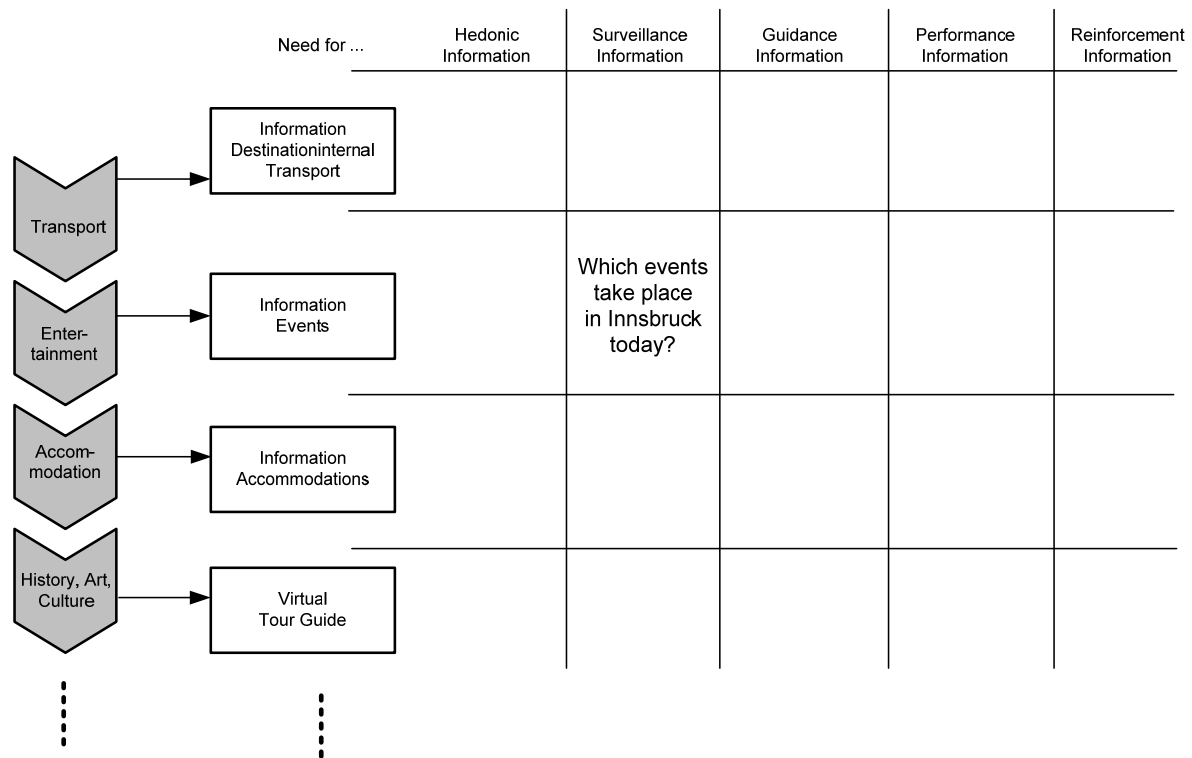 Need for ...
Hedonic
Information
Surveillance
Information
Guidance
Information
Performance
Information
Reinforcement
Information
Transport
Information
Destinationinternal
Transport
Enter-
tainment
Information
Events
Which events
take place
in Innsbruck
today?
Accom-
modation
Information
Accommodations
History, Art,
Culture
Virtual
Tour Guide